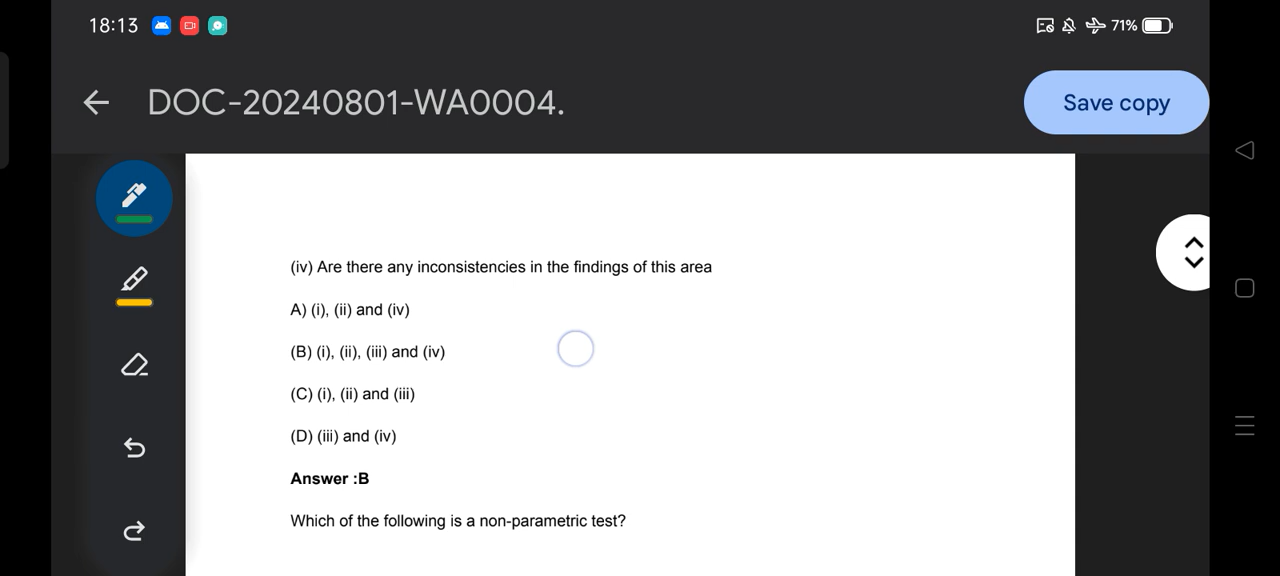 18:13
71%
DOC-20240801-WA0004.
Save copy
(iv) Are there any inconsistencies in the findings of this area
A) (i), (ii) and (iv)
(B) (i), (ii), (iii) and (iv)
(C) (i), (ii) and (iii)
(D) (iii) and (iv)
Answer :B
Which of the following is a non-parametric test?